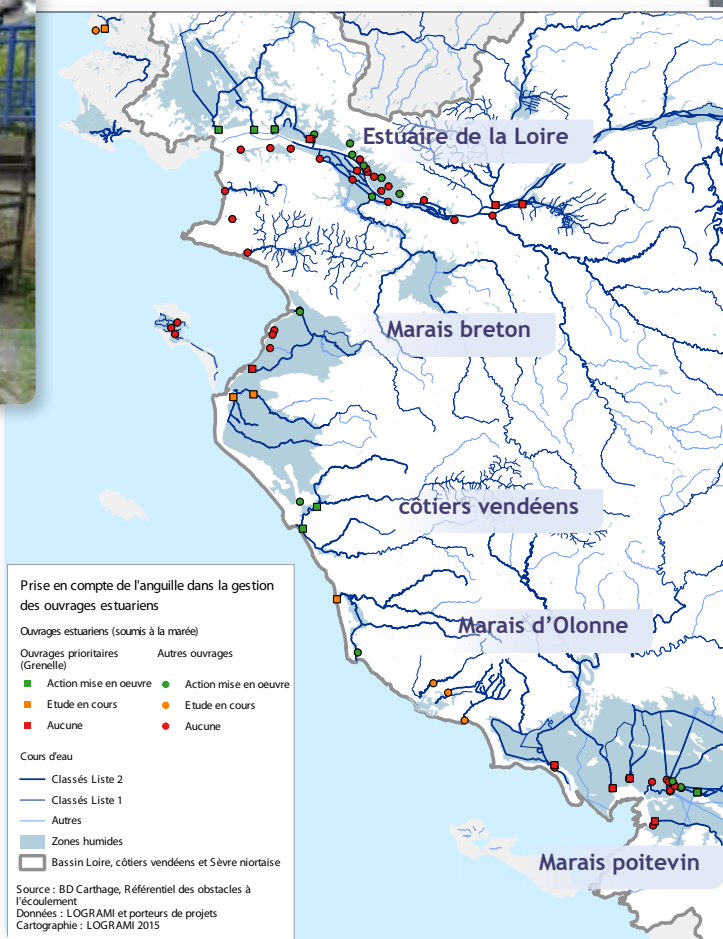 Estuaire de la Loire
Marais breton
côtiers vendéens
Marais d'Olonne
Marais poitevin
Prise en compte de l'anguille dans la gestion
des ouvrages estuariens
Ouvrages estuariens (soumis à la marée)
Ouvrages prioritaires
(Grenelle)
Autres ouvrages
Action mise en oeuvre
Action mise en oeuvre
Etude en cours
Etude en cours
Aucune
Aucune
Cours d'eau
Classés Liste 2
Classés Liste 1
Autres
Zones humides
Bassin Loire, côtiers vendéens et Sèvre niortaise
Source : BD Carthage, Référentiel des obstacles à
l'écoulement
Données : LOGRAMI et porteurs de projets
Cartographie : LOGRAMI 2015